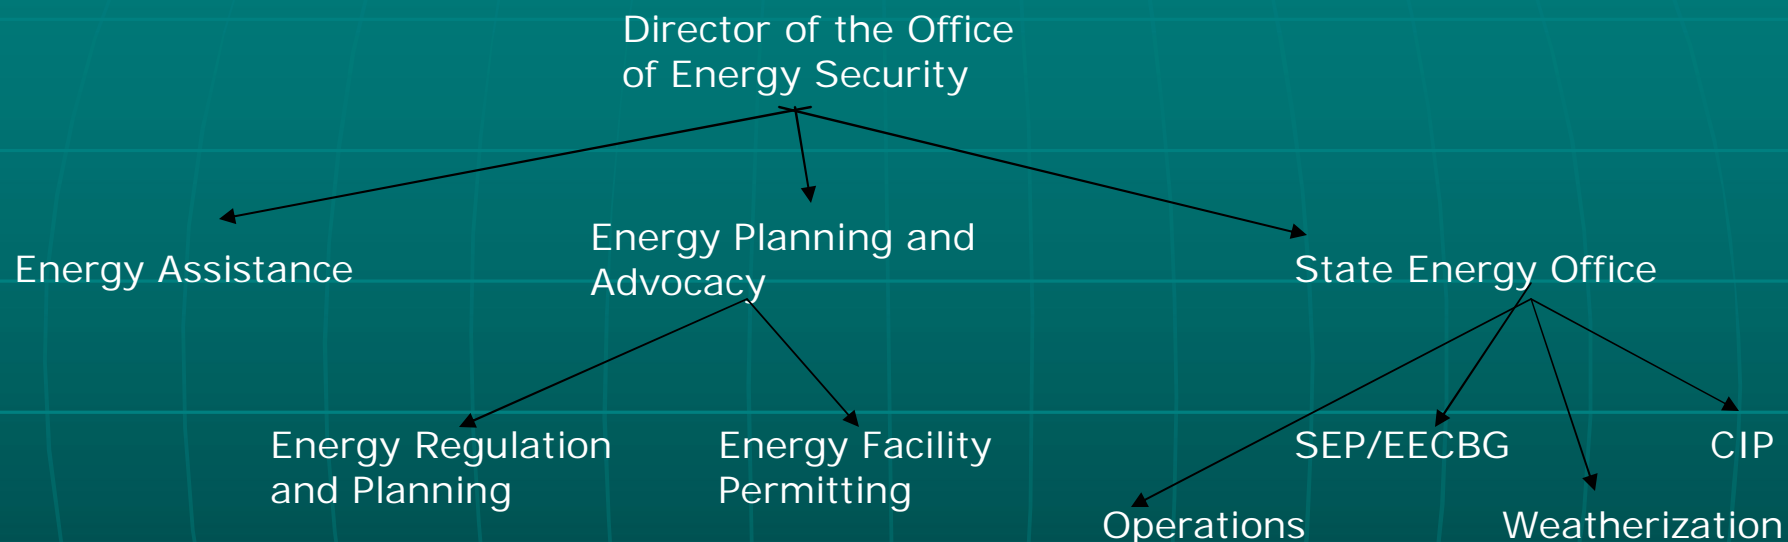 Director of the Office
of Energy Security
Energy Assistance
Energy Planning and
Advocacy
State Energy Office
Energy Regulation
and Planning
Energy Facility
Permitting
Operations
SEP/EECBG
Weatherization
CIP